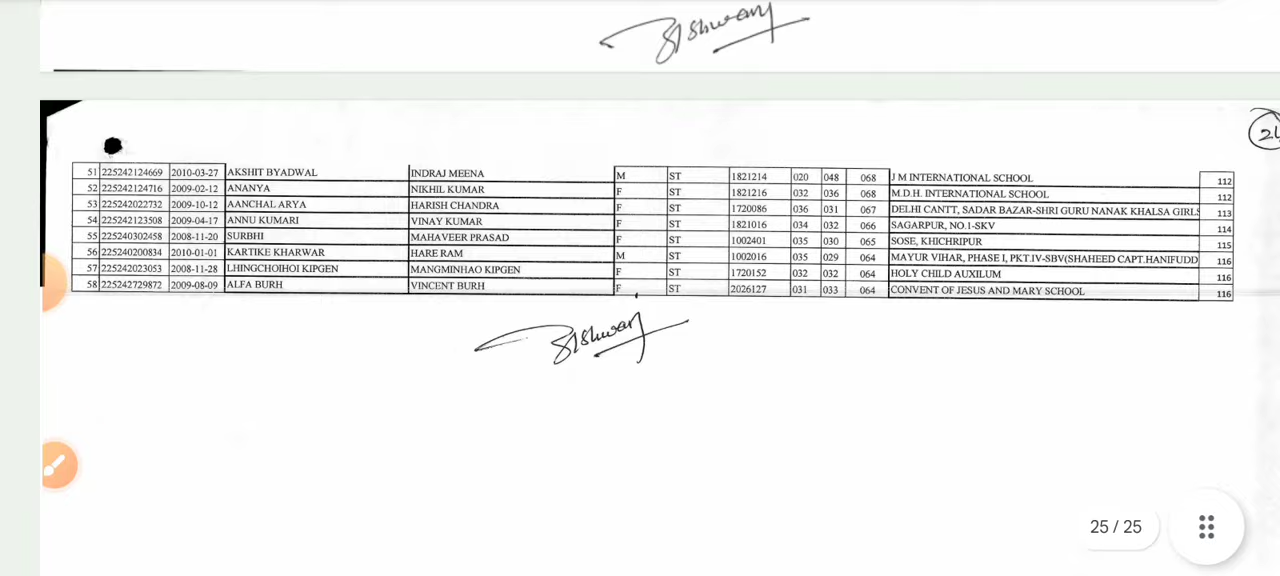 Aishwary
24
51 225242124669 2010-03-27 AKSHIT BYADWAL INDRAJ MEENA M ST 1821214 020 048 068 J M INTERNATIONAL SCHOOL 112
52 225242124716 2009-02-12 ANANYA NIKHIL KUMAR F ST 1821216 032 036 068 M.D.H. INTERNATIONAL SCHOOL 112
53 225242022732 2009-10-12 AANCHAL ARYA HARISH CHANDRA F ST 1720086 036 031 067 DELHI CANTT, SADAR BAZAR-SHRI GURU NANAK KHALSA GIRLS 113
54 225242123508 2009-04-17 ANNU KUMARI VINAY KUMAR F ST 1821016 034 032 066 SAGARPUR, NO.1-SKV 114
55 225240302458 2008-11-20 SURBHI MAHAVEER PRASAD F ST 1002401 035 030 065 SOSE, KHICHRIPUR 115
56 225240200834 2010-01-01 KARTIKE KHARWAR HARE RAM M ST 1002016 035 029 064 MAYUR VIHAR, PHASE I, PKT.IV-SBV(SHAHEED CAPT.HANIFUDD 116
57 225242023053 2008-11-28 LHINGCHOIHOI KIPGEN MANGMINHAO KIPGEN F ST 1720152 032 032 064 HOLY CHILD AUXILUM 116
58 225242729872 2009-08-09 ALFA BURH VINCENT BURH F ST 2026127 031 033 064 CONVENT OF JESUS AND MARY SCHOOL 116
Aishwary
25 / 25